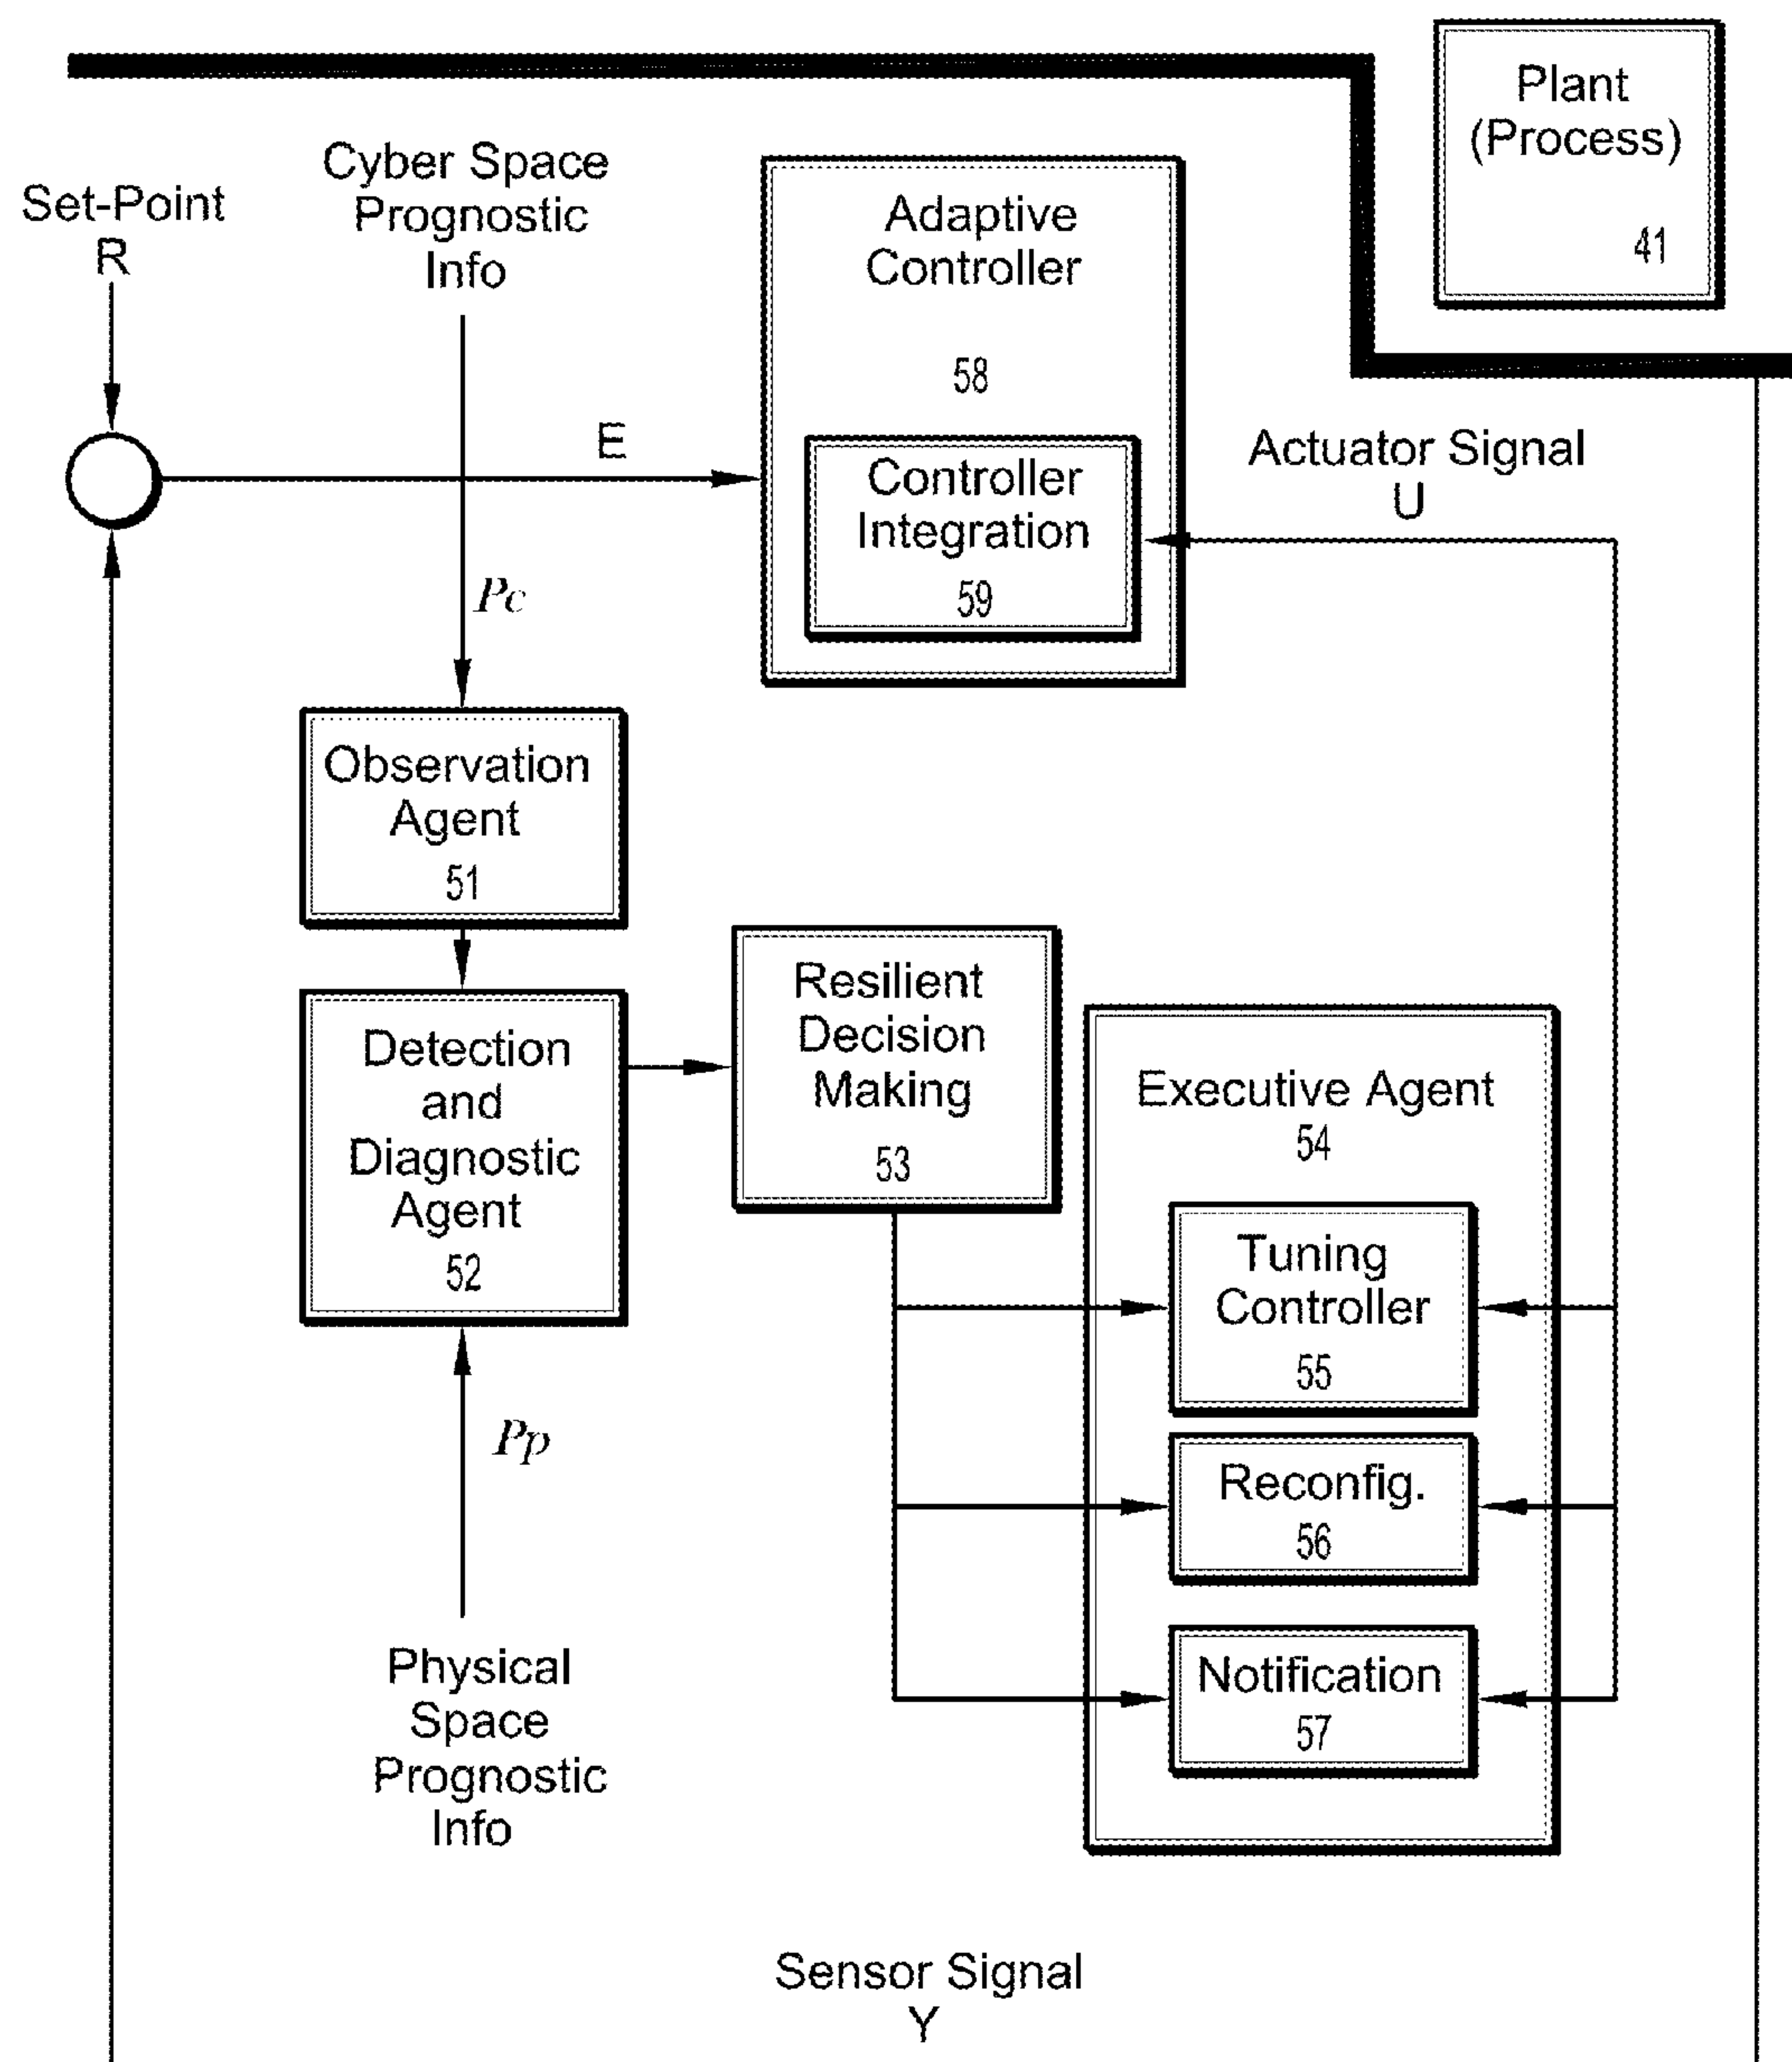 Plant
(Process)
41
Set-Point
R
Cyber Space
Prognostic
Info
Adaptive
Controller
58
E
Controller
Integration
59
Actuator Signal
U
Pc
Observation
Agent
51
Detection
and
Diagnostic
Agent
52
Resilient
Decision
Making
53
Executive Agent
54
Tuning
Controller
55
Reconfig.
56
Notification
57
Pp
Physical
Space
Prognostic
Info
Sensor Signal
Y